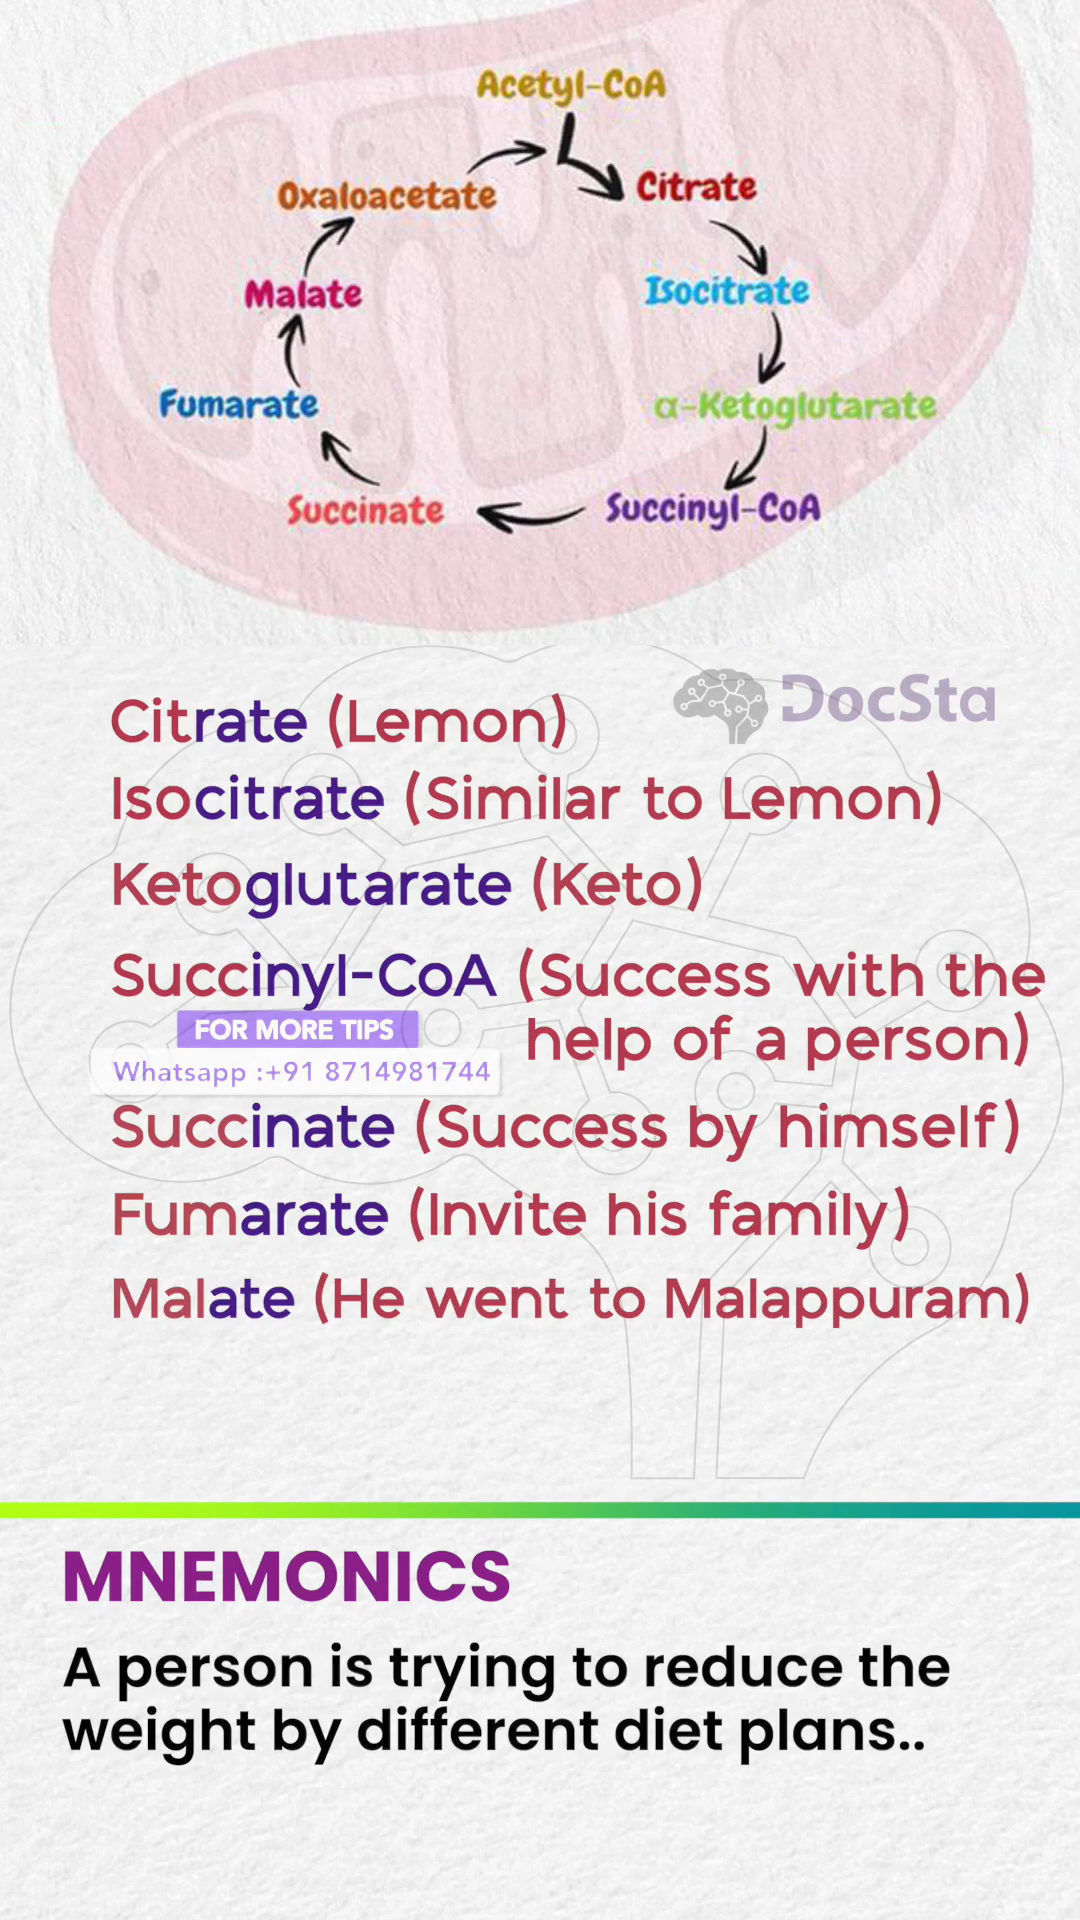 Acetyl-CoA
Oxaloacetate
Citrate
Malate
Isocitrate
Fumarate
α-Ketoglutarate
Succinate
Succinyl-CoA
DocSta
Citrate (Lemon)
Isocitrate (Similar to Lemon)
Ketoglutarate (Keto)
Succinyl-CoA (Success with the
help of a person)
FOR MORE TIPS
Whatsapp :+91 8714981744
Succinate (Success by himself)
Fumarate (Invite his family)
Malate (He went to Malappuram)
MNEMONICS
A person is trying to reduce the
weight by different diet plans..